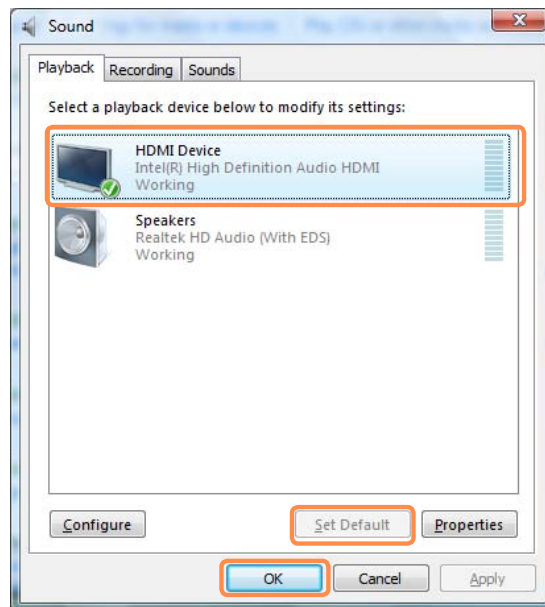 Sound
Playback
Recording
Sounds
Select a playback device below to modify its settings:
HDMI Device
Intel(R) High Definition Audio HDMI
Working
Speakers
Realtek HD Audio (With EDS)
Working
Configure
Set Default
Properties
OK
Cancel
Apply